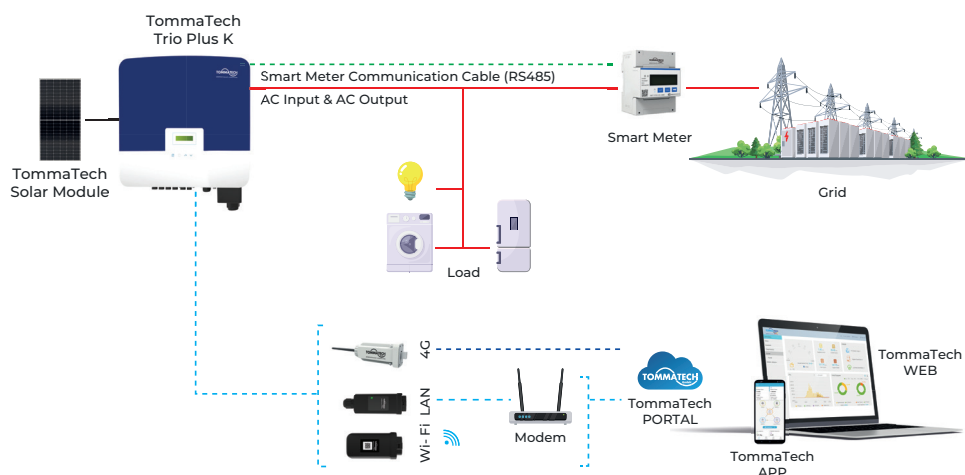 TommaTech
Trio Plus K
TOMMATECH
Smart Meter Communication Cable (RS485)
AC Input & AC Output
Smart Meter
TommaTech
Solar Module
Grid
Load
4G
LAN
Wi-Fi
Modem
TOMMATECH
TommaTech
PORTAL
TommaTech
WEB
TommaTech
APP